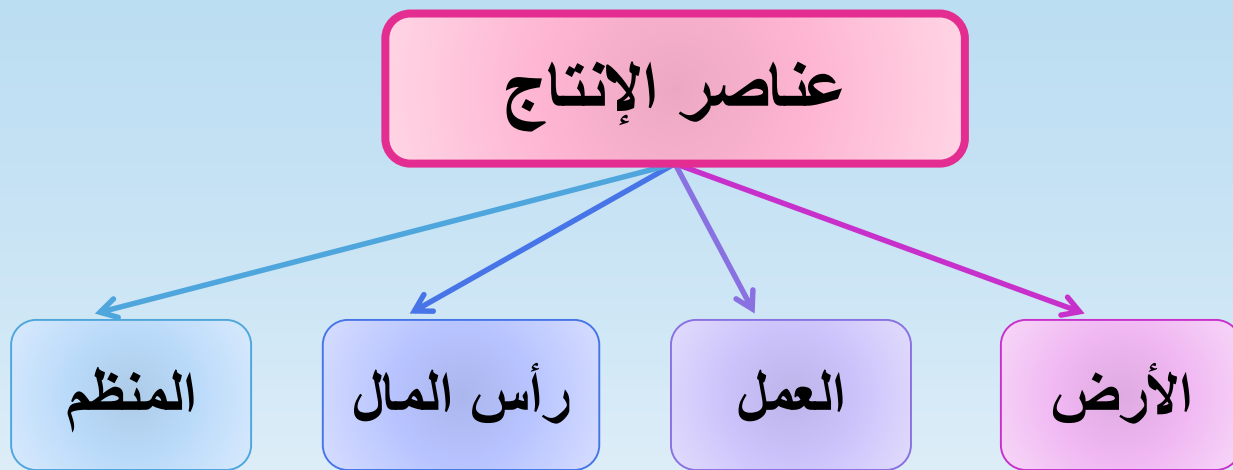 عناصر الإنتاج
الأرض
العمل
رأس المال
المنظم